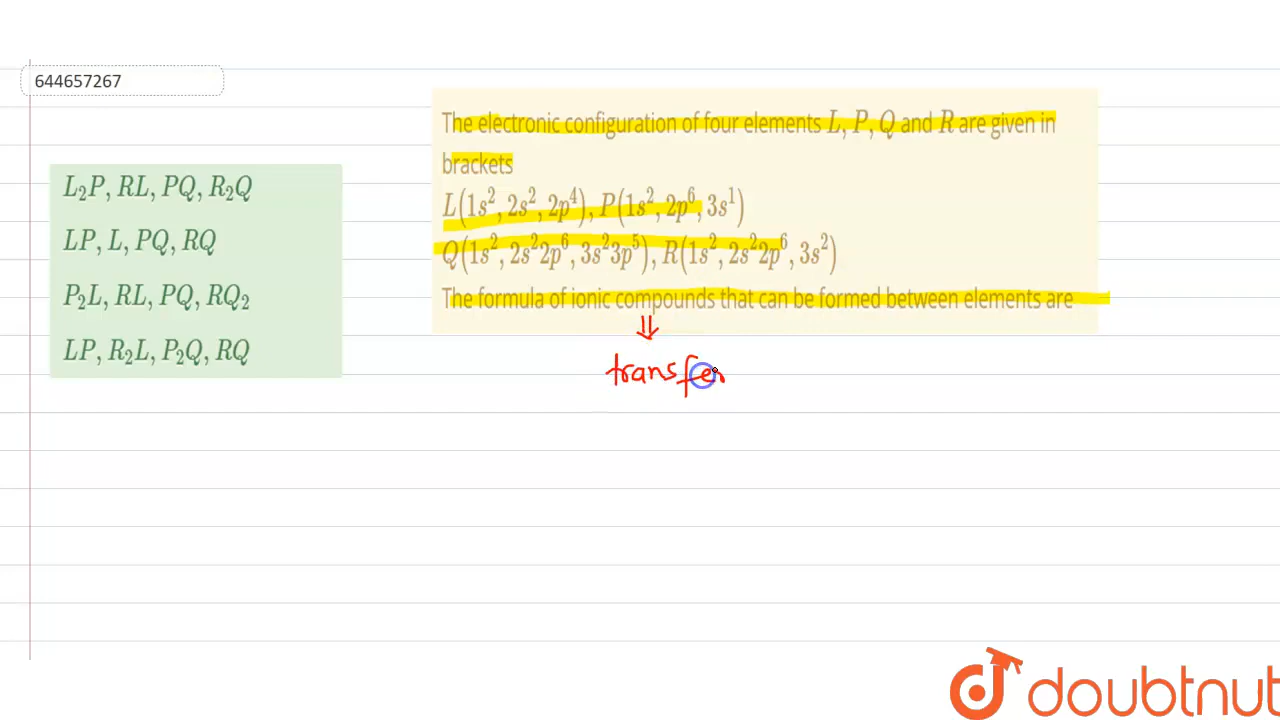 644657267
The electronic configuration of four elements L, P, Q and R are given in
brackets
L(1s², 2s², 2p⁴), P(1s², 2p⁶, 3s¹)
Q(1s², 2s²2p⁶, 3s²3p⁵), R(1s², 2s²2p⁶, 3s²)
The formula of ionic compounds that can be formed between elements are
L₂P, RL, PQ, R₂Q
LP, L, PQ, RQ
P₂L, RL, PQ, RQ₂
LP, R₂L, P₂Q, RQ
⇓
transfer
doubtnut